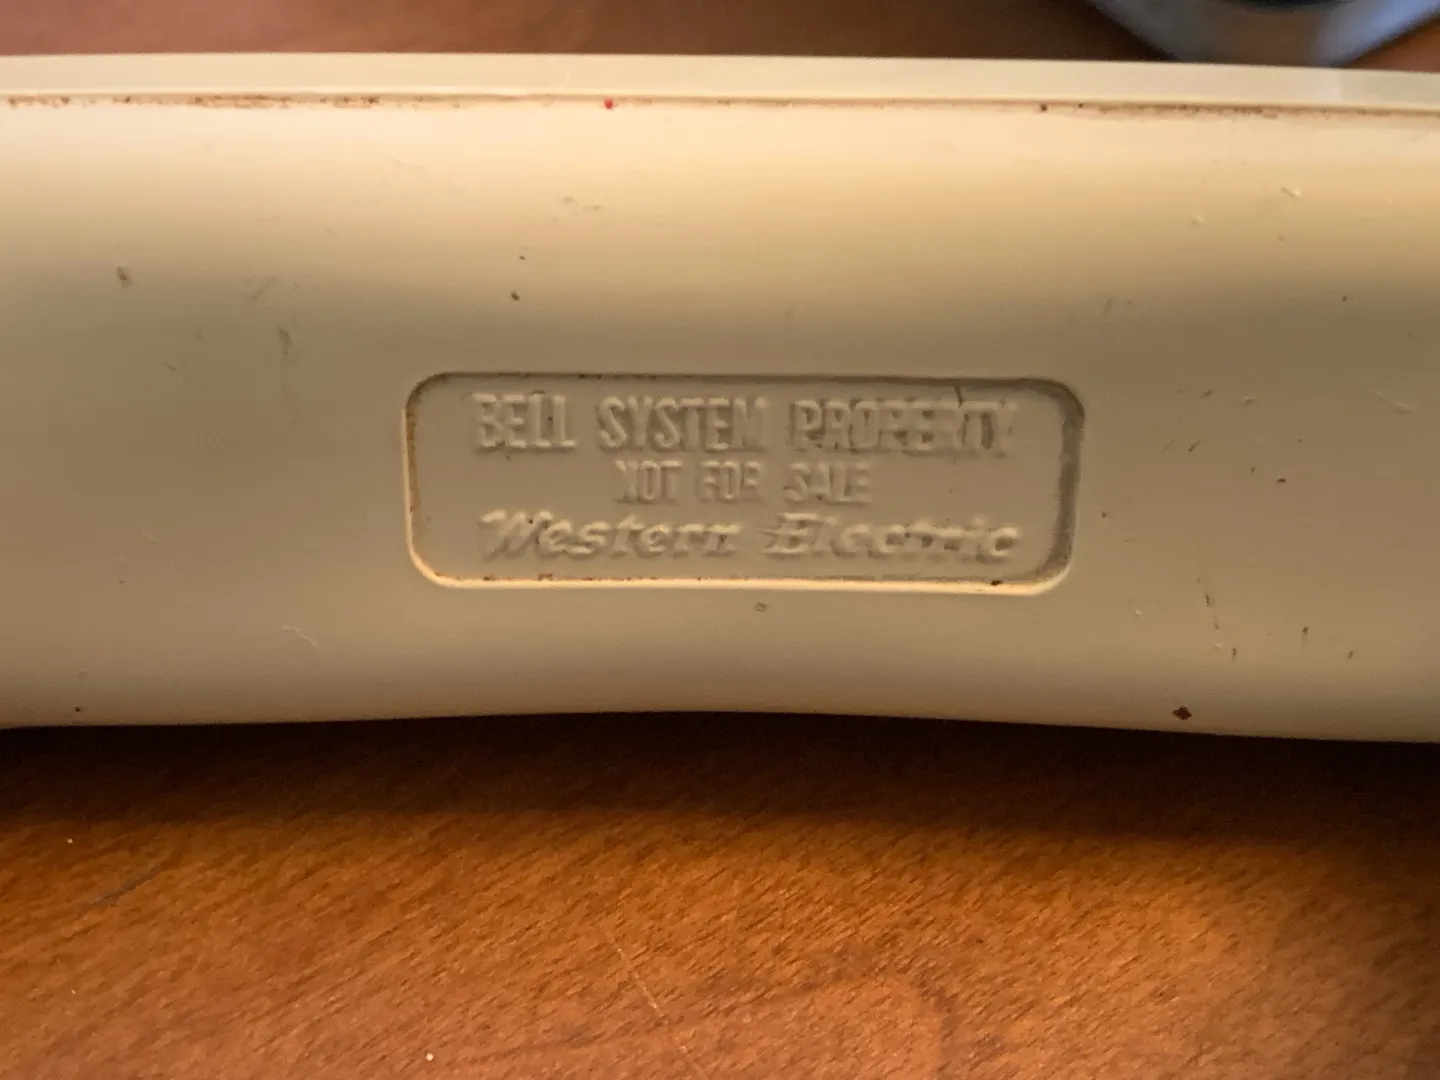 BELL SYSTEM PROPERTY
NOT FOR SALE
Western Electric